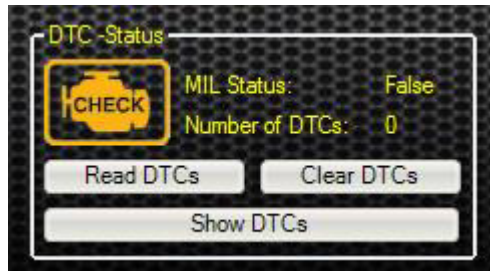 DTC -Status
CHECK
MIL Status: False
Number of DTCs: 0
Read DTCs Clear DTCs
Show DTCs